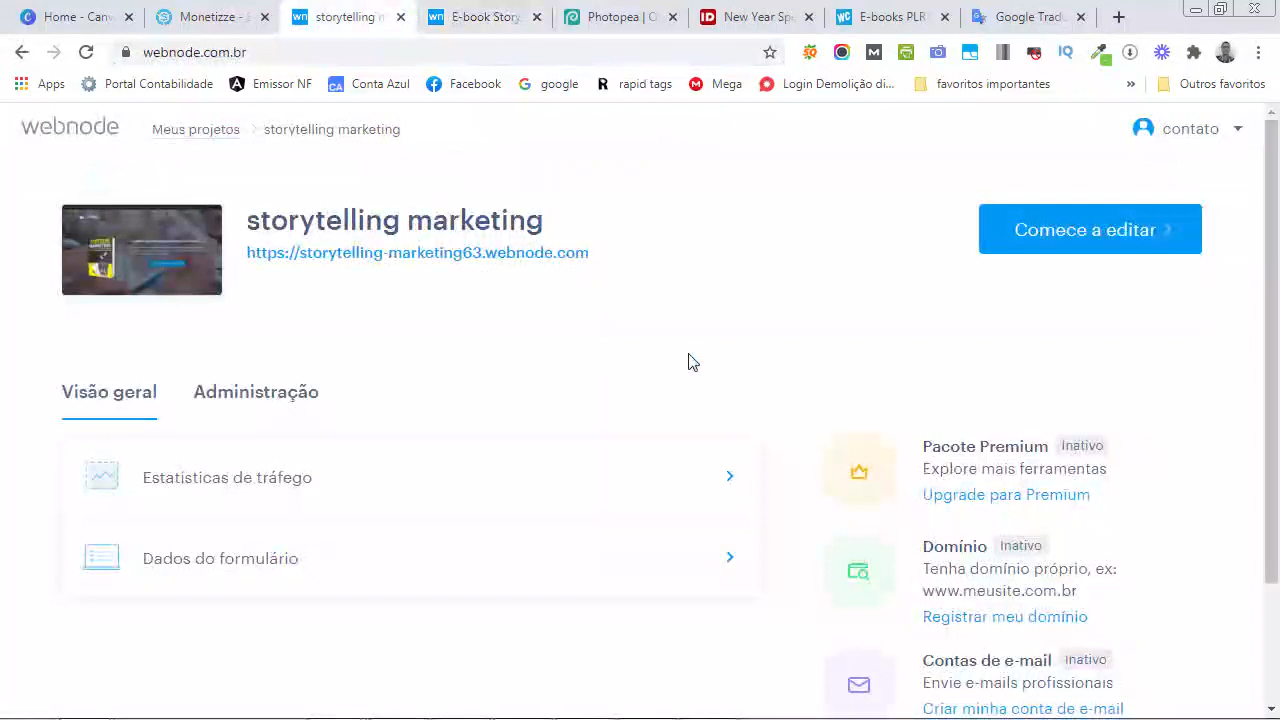 Home - Canv
Monetizze -
storytelling m
E-book Story
Photopea | O
New Year Sp
E-books PLR
Google Trad
webnode.com.br
Apps
Portal Contabilidade
Emissor NF
Conta Azul
Facebook
google
rapid tags
Mega
Login Demolição di...
favoritos importantes
»
Outros favoritos
webnode
Meus projetos
storytelling marketing
contato
storytelling marketing
https://storytelling-marketing63.webnode.com
Comece a editar
Visão geral
Administração
Estatísticas de tráfego
Dados do formulário
Pacote Premium Inativo
Explore mais ferramentas
Upgrade para Premium
Domínio Inativo
Tenha domínio próprio, ex:
www.meusite.com.br
Registrar meu domínio
Contas de e-mail Inativo
Envie e-mails profissionais
Criar minha conta de e-mail